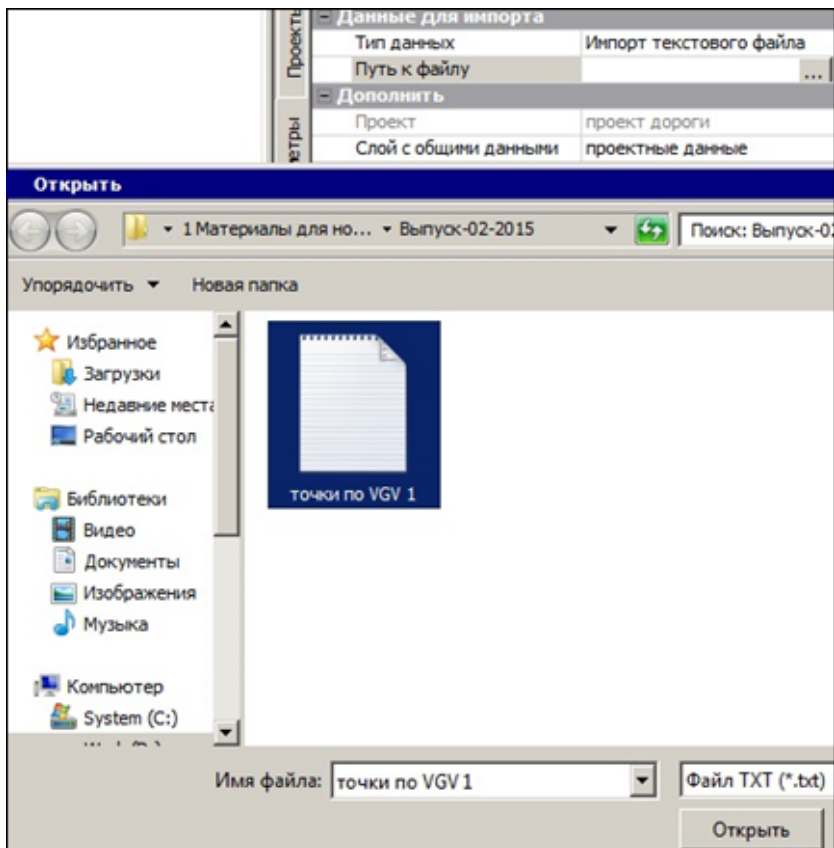 Проекты
Данные для импорта
Тип данных Импорт текстового файла
Путь к файлу ...
Дополнить
Проект проект дороги
Слой с общими данными проектные данные
Открыть
1 Материалы для но... Выпуск-02-2015 Поиск: Выпуск-02
Упорядочить Новая папка
Избранное
Загрузки
Недавние места
Рабочий стол
Библиотеки
Видео
Документы
Изображения
Музыка
Компьютер
System (C:)
точки по VGV 1
Имя файла: точки по VGV 1 Файл TXT (*.txt)
Открыть